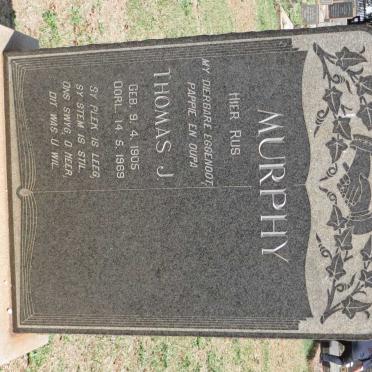 MURPHY
HIER RUS
MY DIERBARE EGGENOOT,
PAPPIE EN OUPA
THOMAS J.
GEB. 9. 4. 1905
OORL. 14. 5. 1969
SY PLEK IS LEEG,
SY STEM IS STIL.
ONS SWYG, O HEER,
DIT WAS U WIL.